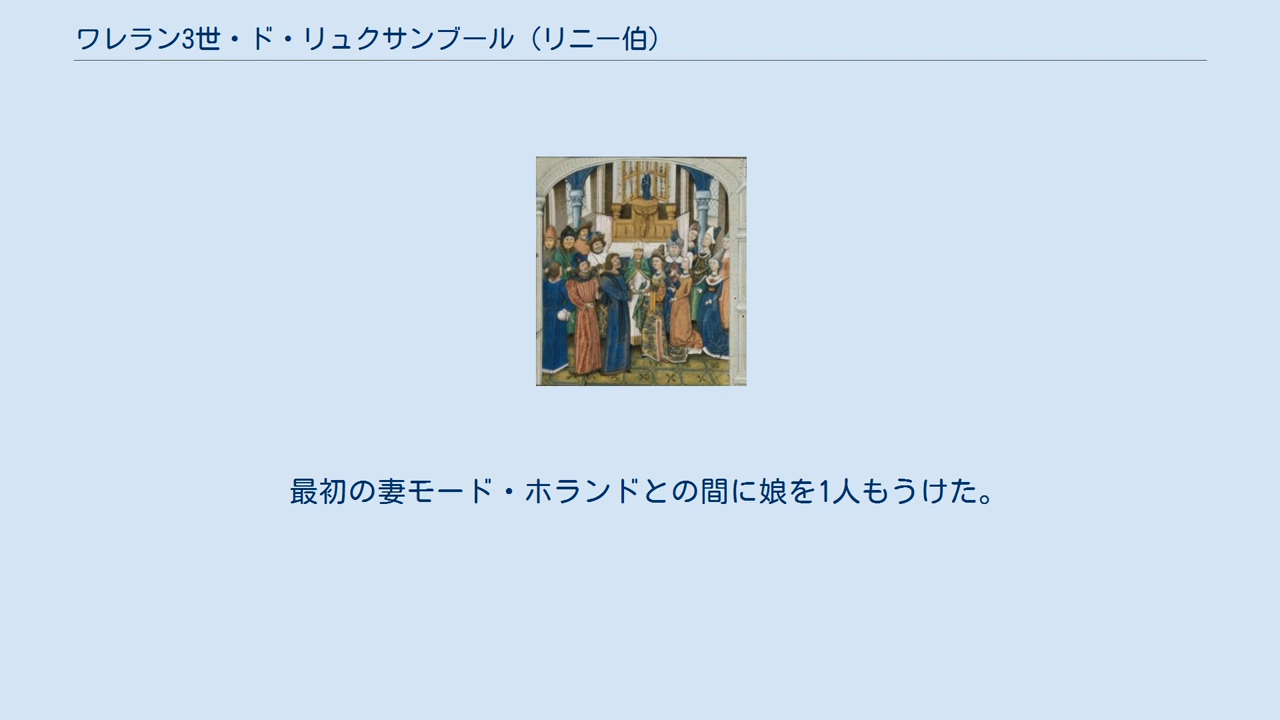 ワレラン3世・ド・リュクサンブール（リニー伯）
最初の妻モード・ホランドとの間に娘を1人もうけた。